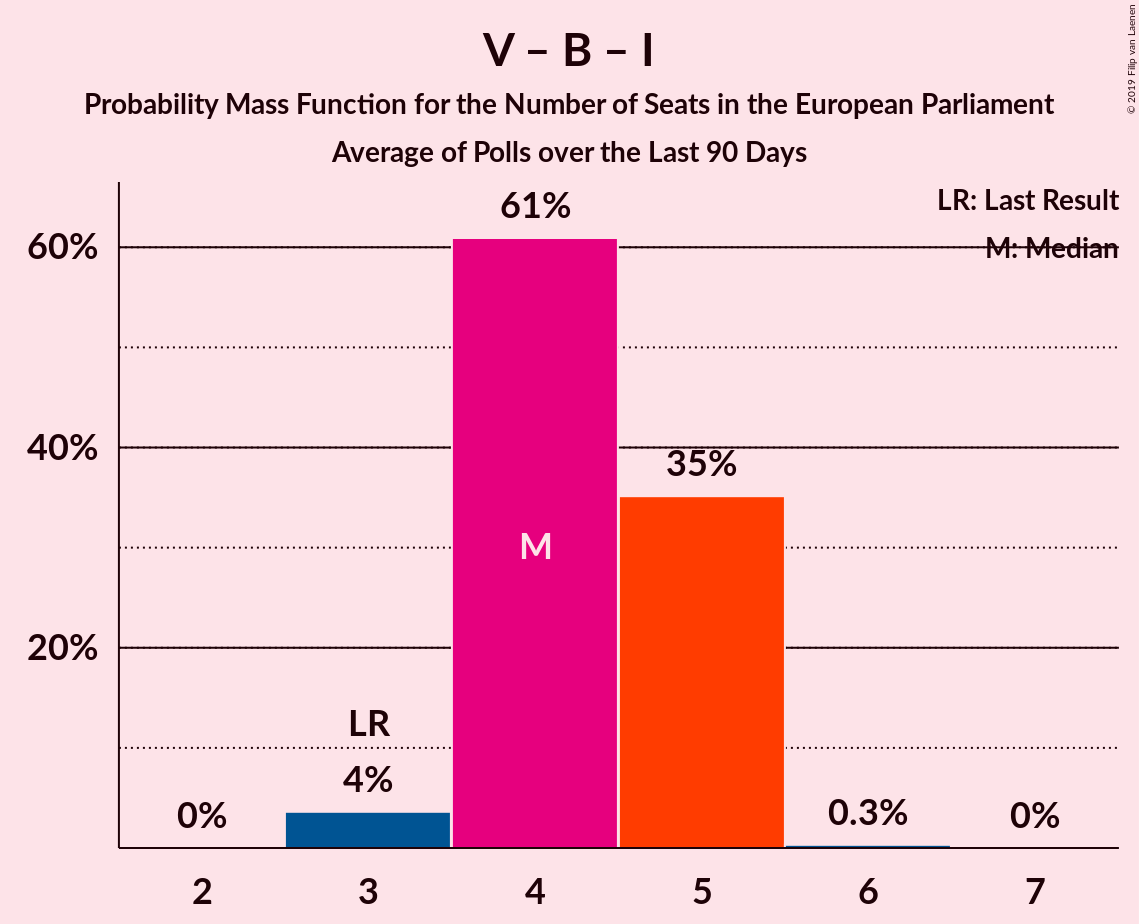 V – B – I
Probability Mass Function for the Number of Seats in the European Parliament
Average of Polls over the Last 90 Days
© 2019 Filip van Laenen
LR: Last Result
M: Median
61%
60%
40%
35%
M
20%
LR
4%
0%
0.3%
0%
2 3 4 5 6 7